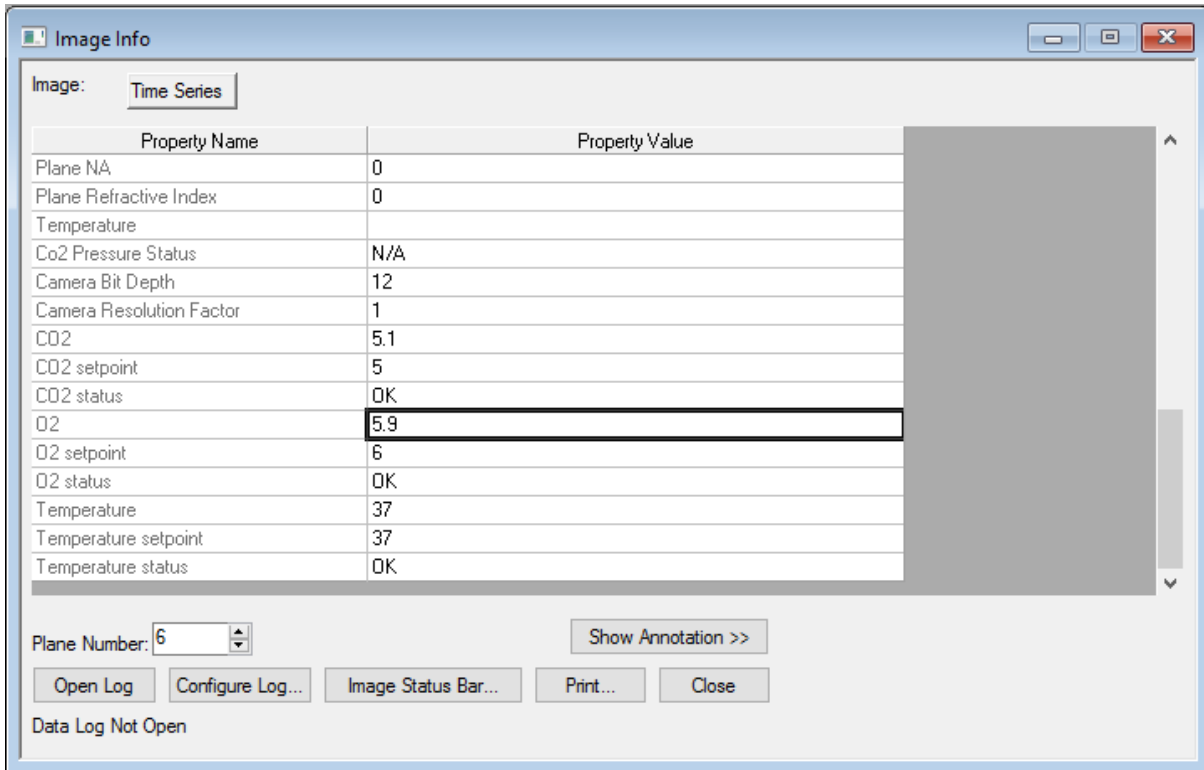 Image Info
Image: Time Series
Property Name Property Value
Plane NA 0
Plane Refractive Index 0
Temperature
Co2 Pressure Status N/A
Camera Bit Depth 12
Camera Resolution Factor 1
CO2 5.1
CO2 setpoint 5
CO2 status OK
O2 5.9
O2 setpoint 6
O2 status OK
Temperature 37
Temperature setpoint 37
Temperature status OK
Plane Number: 6 Show Annotation >>
Open Log Configure Log... Image Status Bar... Print... Close
Data Log Not Open